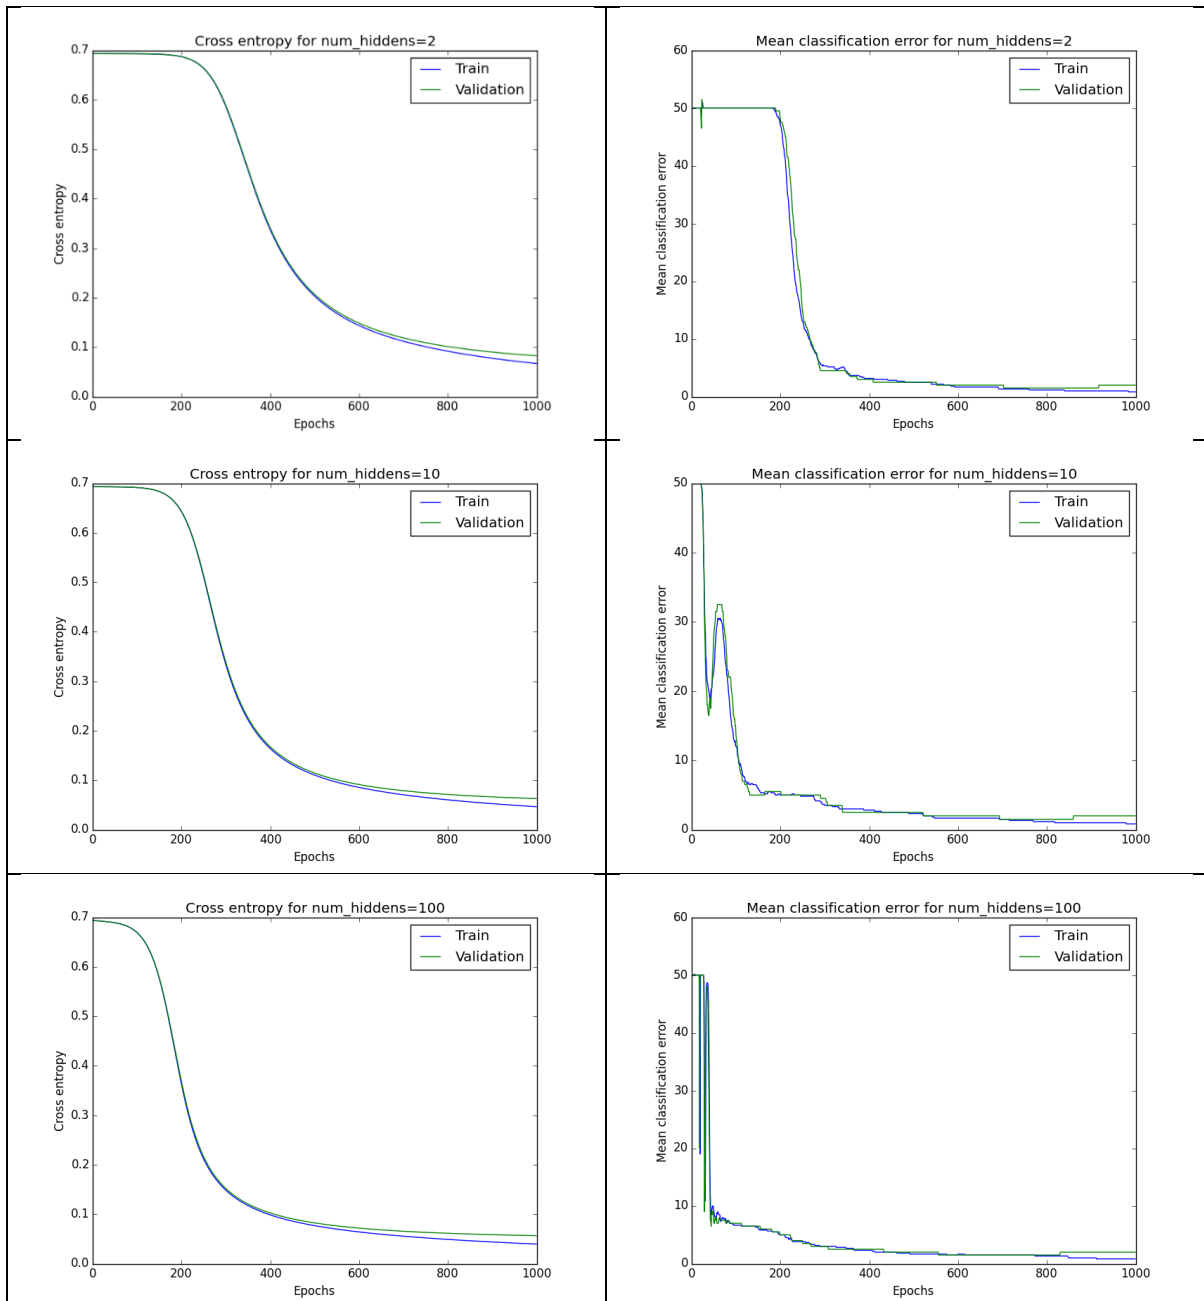 Cross entropy for num_hiddens=2
0.7
0.6
0.5
0.4
0.3
0.2
0.1
0.0
Cross entropy
Train
Validation
0
200
400
600
800
1000
Epochs
Mean classification error for num_hiddens=2
60
50
40
30
20
10
0
Mean classification error
Train
Validation
0
200
400
600
800
1000
Epochs
Cross entropy for num_hiddens=10
0.7
0.6
0.5
0.4
0.3
0.2
0.1
0.0
Cross entropy
Train
Validation
0
200
400
600
800
1000
Epochs
Mean classification error for num_hiddens=10
50
40
30
20
10
0
Mean classification error
Train
Validation
0
200
400
600
800
1000
Epochs
Cross entropy for num_hiddens=100
0.7
0.6
0.5
0.4
0.3
0.2
0.1
0.0
Cross entropy
Train
Validation
0
200
400
600
800
1000
Epochs
Mean classification error for num_hiddens=100
60
50
40
30
20
10
0
Mean classification error
Train
Validation
0
200
400
600
800
1000
Epochs